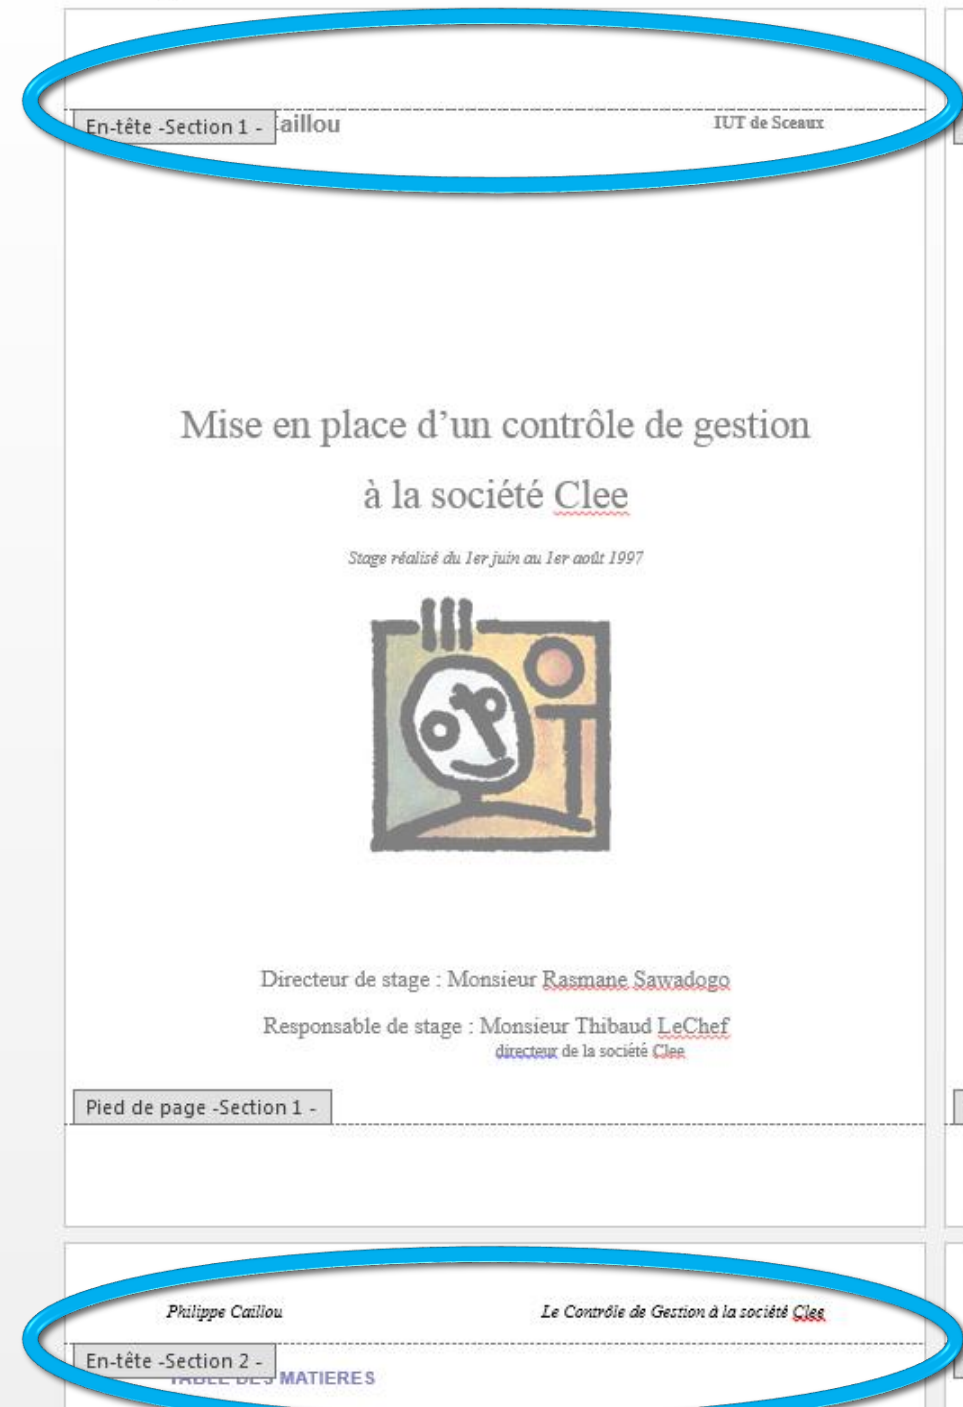 En-tête -Section 1 - aillou IUT de Sceaux
Mise en place d’un contrôle de gestion
à la société Clee
Stage réalisé du 1er juin au 1er août 1997
Directeur de stage : Monsieur Rasmane Sawadogo
Responsable de stage : Monsieur Thibaud LeChef
directeur de la société Clee
Pied de page -Section 1 -
Philippe Caillou Le Contrôle de Gestion à la société Clee
En-tête -Section 2 -
TABLE DES MATIERES